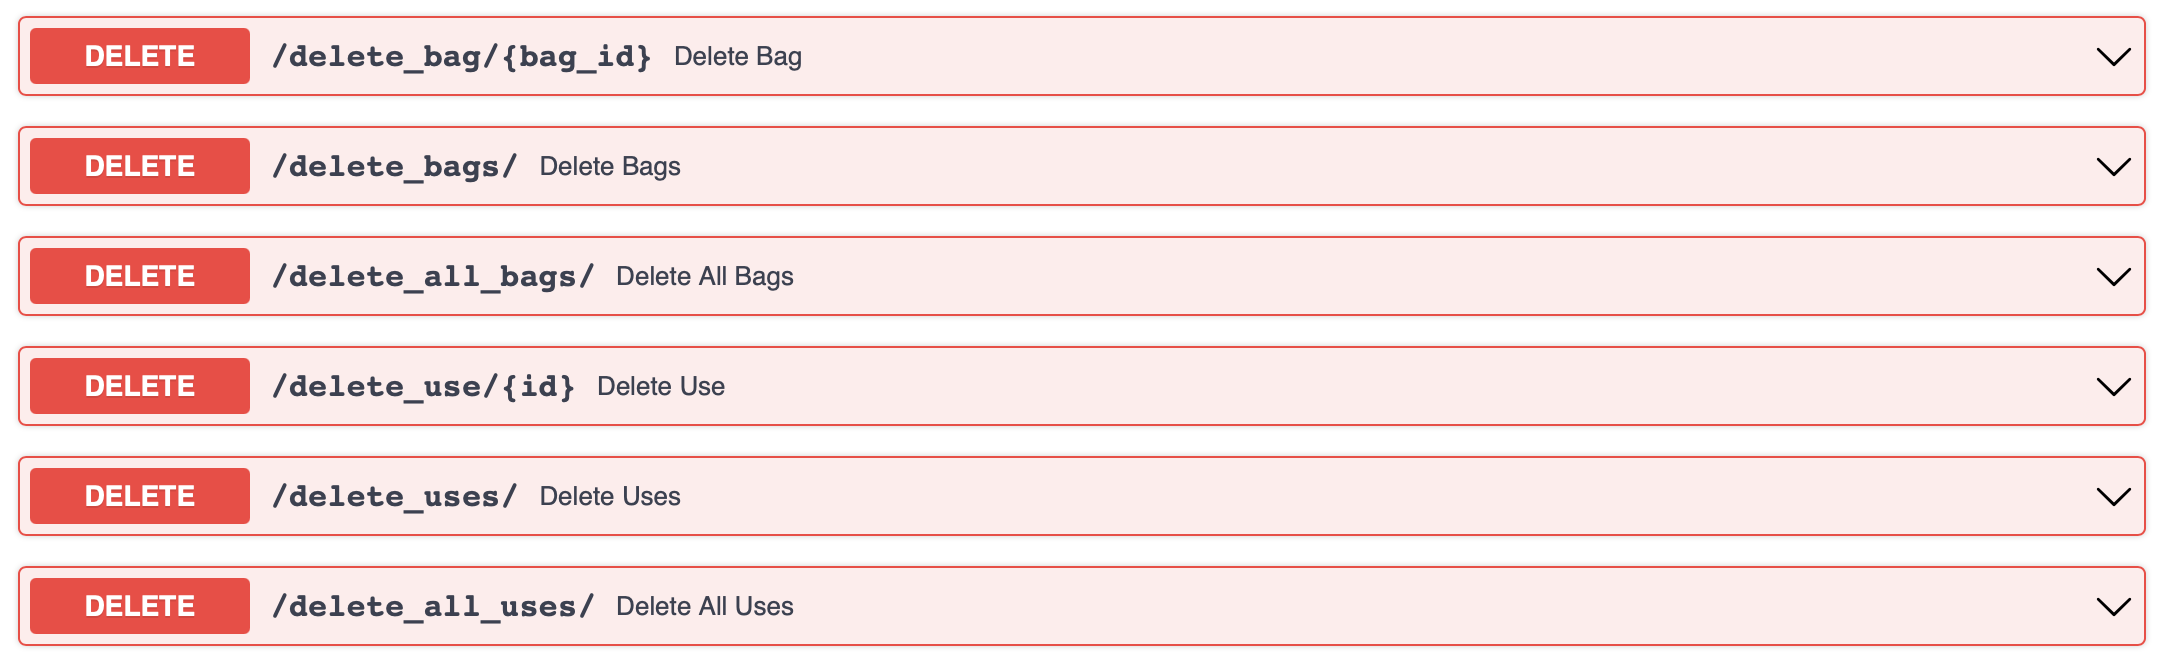 DELETE /delete_bag/{bag_id} Delete Bag
DELETE /delete_bags/ Delete Bags
DELETE /delete_all_bags/ Delete All Bags
DELETE /delete_use/{id} Delete Use
DELETE /delete_uses/ Delete Uses
DELETE /delete_all_uses/ Delete All Uses